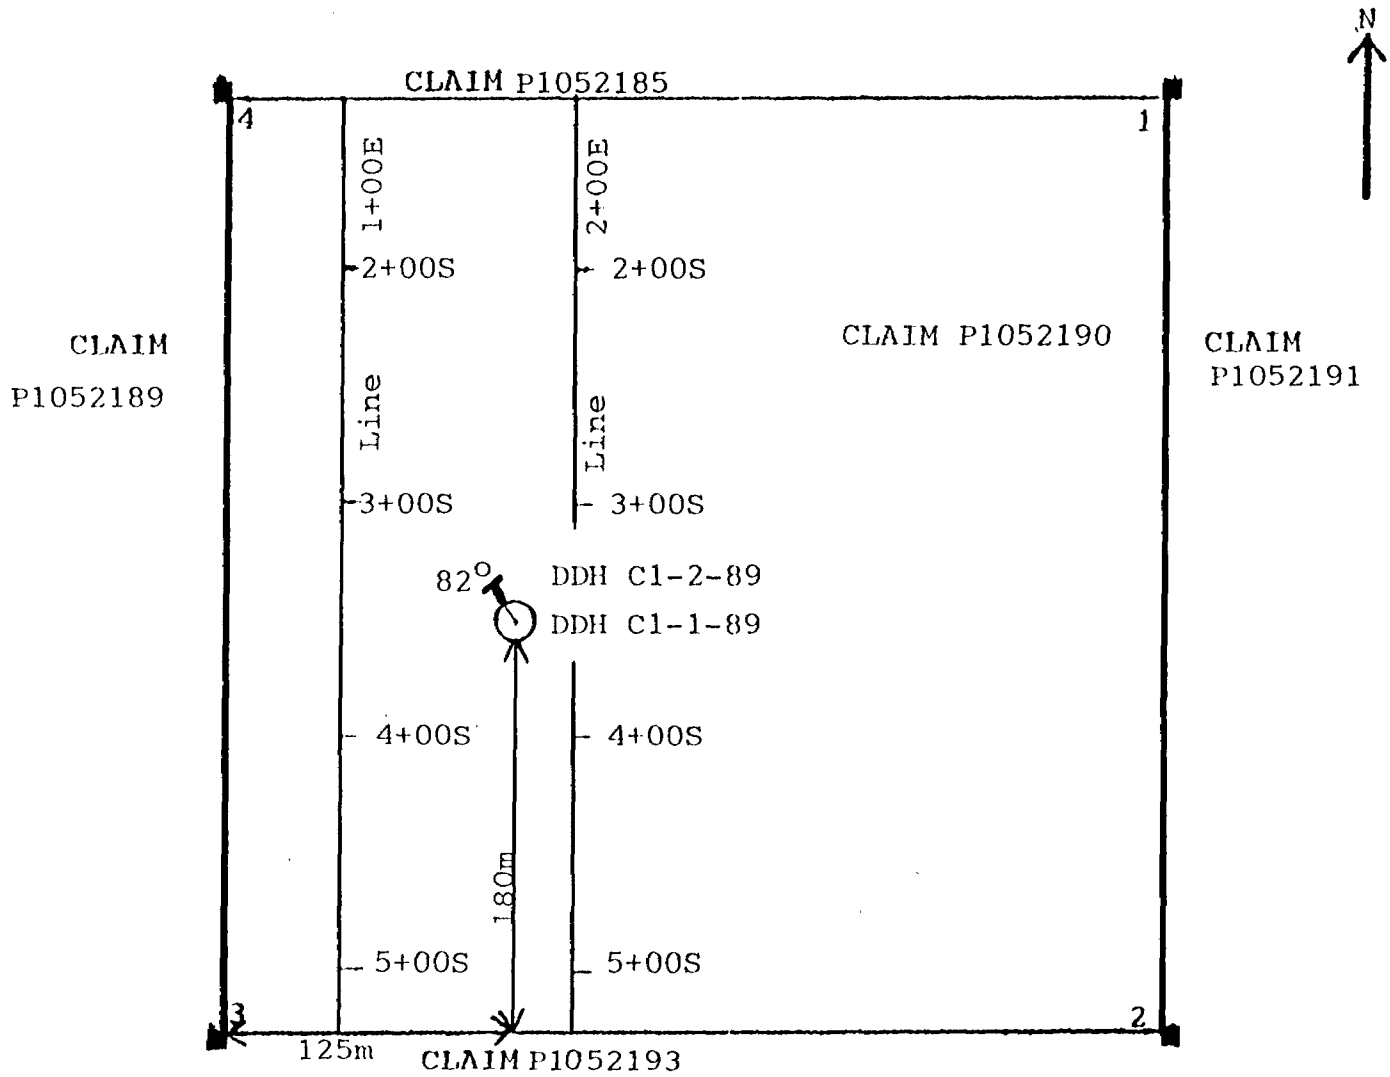 N
CLAIM P1052185
4
1
1+00E
2+00E
2+00S
2+00S
CLAIM P1052190
CLAIM
P1052189
CLAIM
P1052191
Line
Line
3+00S
3+00S
82°
DDH C1-2-89
DDH C1-1-89
4+00S
4+00S
180m
5+00S
5+00S
3
2
125m
CLAIM P1052193